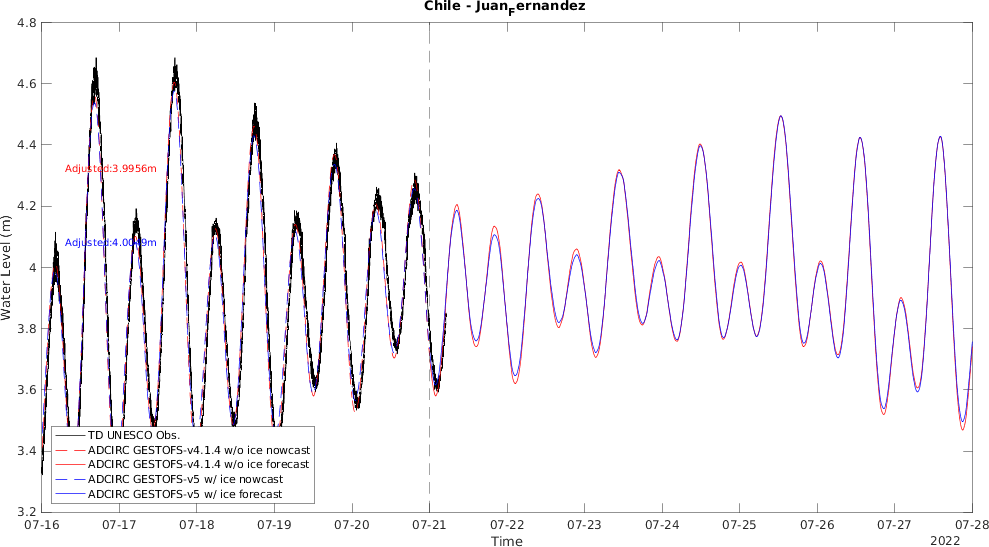 Chile - Juan_Fernandez
4.8
4.6
4.4
4.2
4
3.8
3.6
3.4
3.2
Water Level (m)
Adjusted:3.9956m
TD UNESCO Obs.
ADCIRC GESTOFS-v4.1.4 w/o ice nowcast
ADCIRC GESTOFS-v4.1.4 w/o ice forecast
ADCIRC GESTOFS-v5 w/ ice nowcast
ADCIRC GESTOFS-v5 w/ ice forecast
07-16
07-17
07-18
07-19
07-20
07-21
07-22
07-23
07-24
07-25
07-26
07-27
07-28
Time
2022